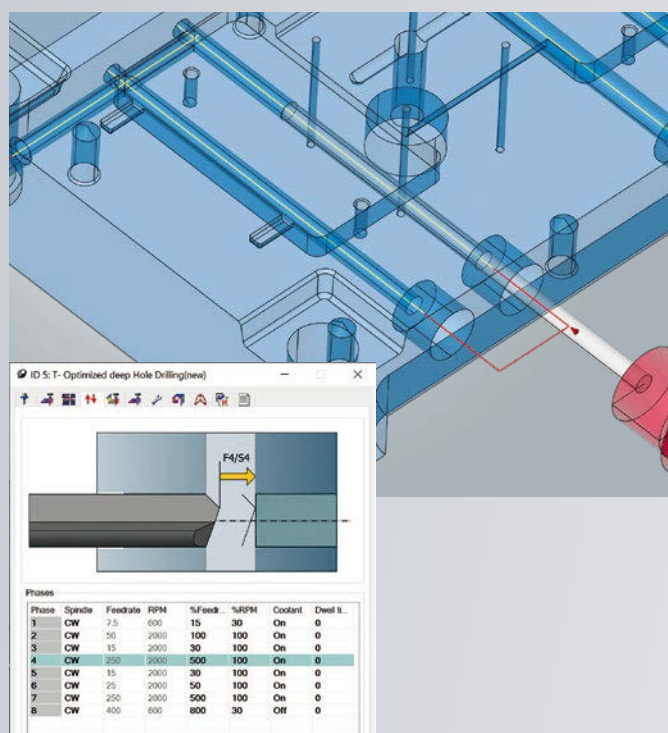 ID 5: T- Optimized deep Hole Drilling(new)
F4/S4
Phases
Phase Spindle Feedrate RPM %Feedr... %RPM Coolant Dwell ti...
1 CW 7.5 600 15 30 On 0
2 CW 50 2000 100 100 On 0
3 CW 15 2000 30 100 On 0
4 CW 250 2000 500 100 On 0
5 CW 15 2000 30 100 On 0
6 CW 25 2000 50 100 On 0
7 CW 250 2000 500 100 On 0
8 CW 400 600 800 30 Off 0